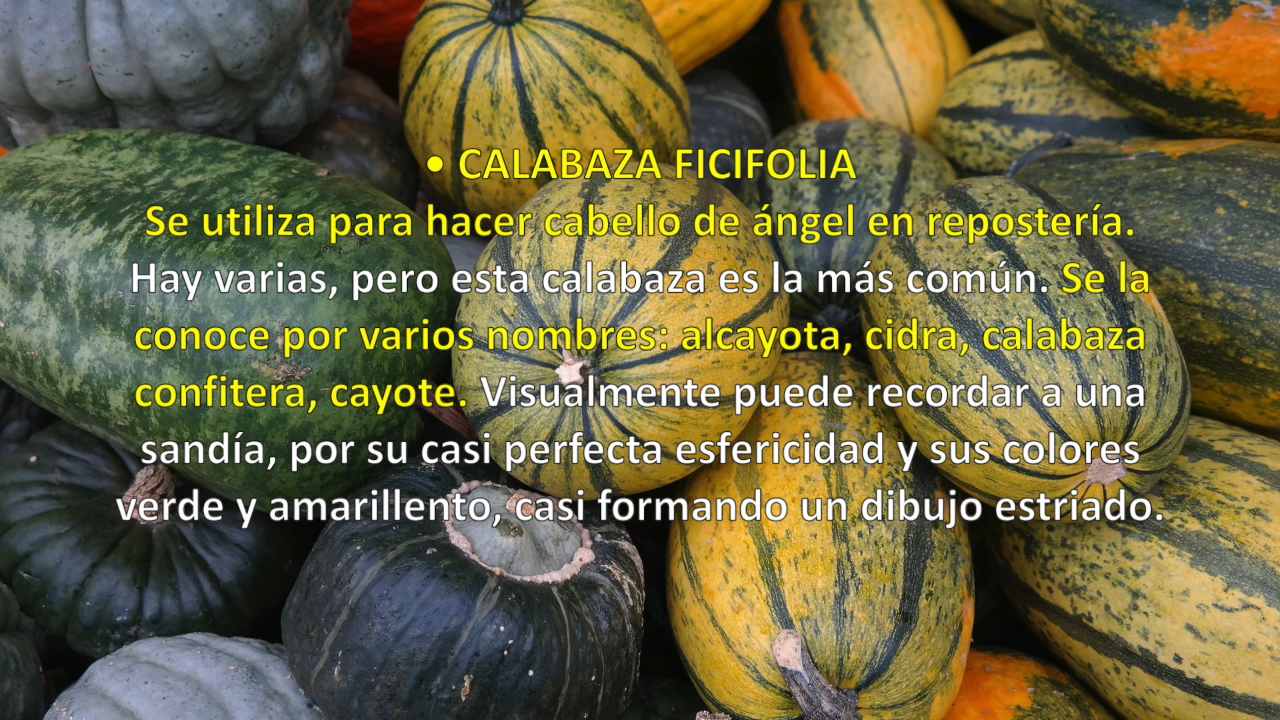 • CALABAZA FICIFOLIA
Se utiliza para hacer cabello de ángel en repostería.
Hay varias, pero esta calabaza es la más común. Se la
conoce por varios nombres: alcayota, cidra, calabaza
confitera, cayote. Visualmente puede recordar a una
sandía, por su casi perfecta esfericidad y sus colores
verde y amarillento, casi formando un dibujo estriado.